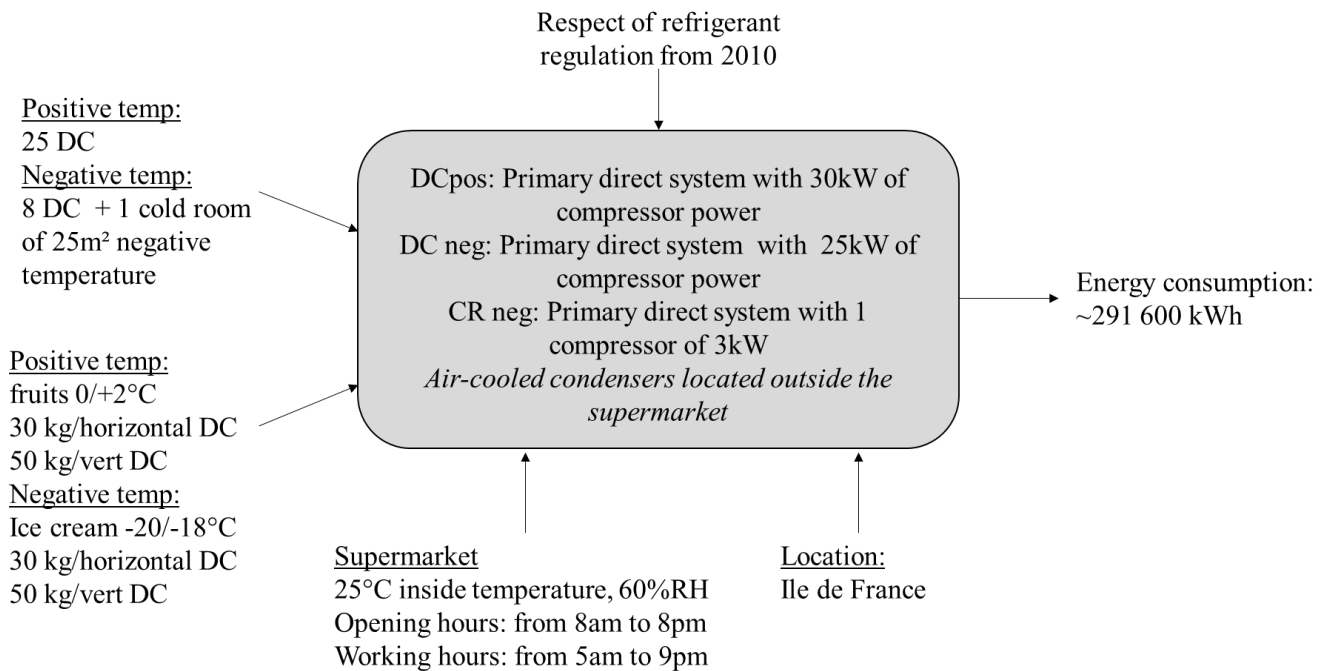 Respect of refrigerant
regulation from 2010
Positive temp:
25 DC
Negative temp:
8 DC + 1 cold room
of 25m² negative
temperature
Positive temp:
fruits 0/+2°C
30 kg/horizontal DC
50 kg/vert DC
Negative temp:
Ice cream -20/-18°C
30 kg/horizontal DC
50 kg/vert DC
DCpos: Primary direct system with 30kW of
compressor power
DC neg: Primary direct system with 25kW of
compressor power
CR neg: Primary direct system with 1
compressor of 3kW
Air-cooled condensers located outside the
supermarket
Energy consumption:
~291 600 kWh
Supermarket
25°C inside temperature, 60%RH
Opening hours: from 8am to 8pm
Working hours: from 5am to 9pm
Location:
Ile de France